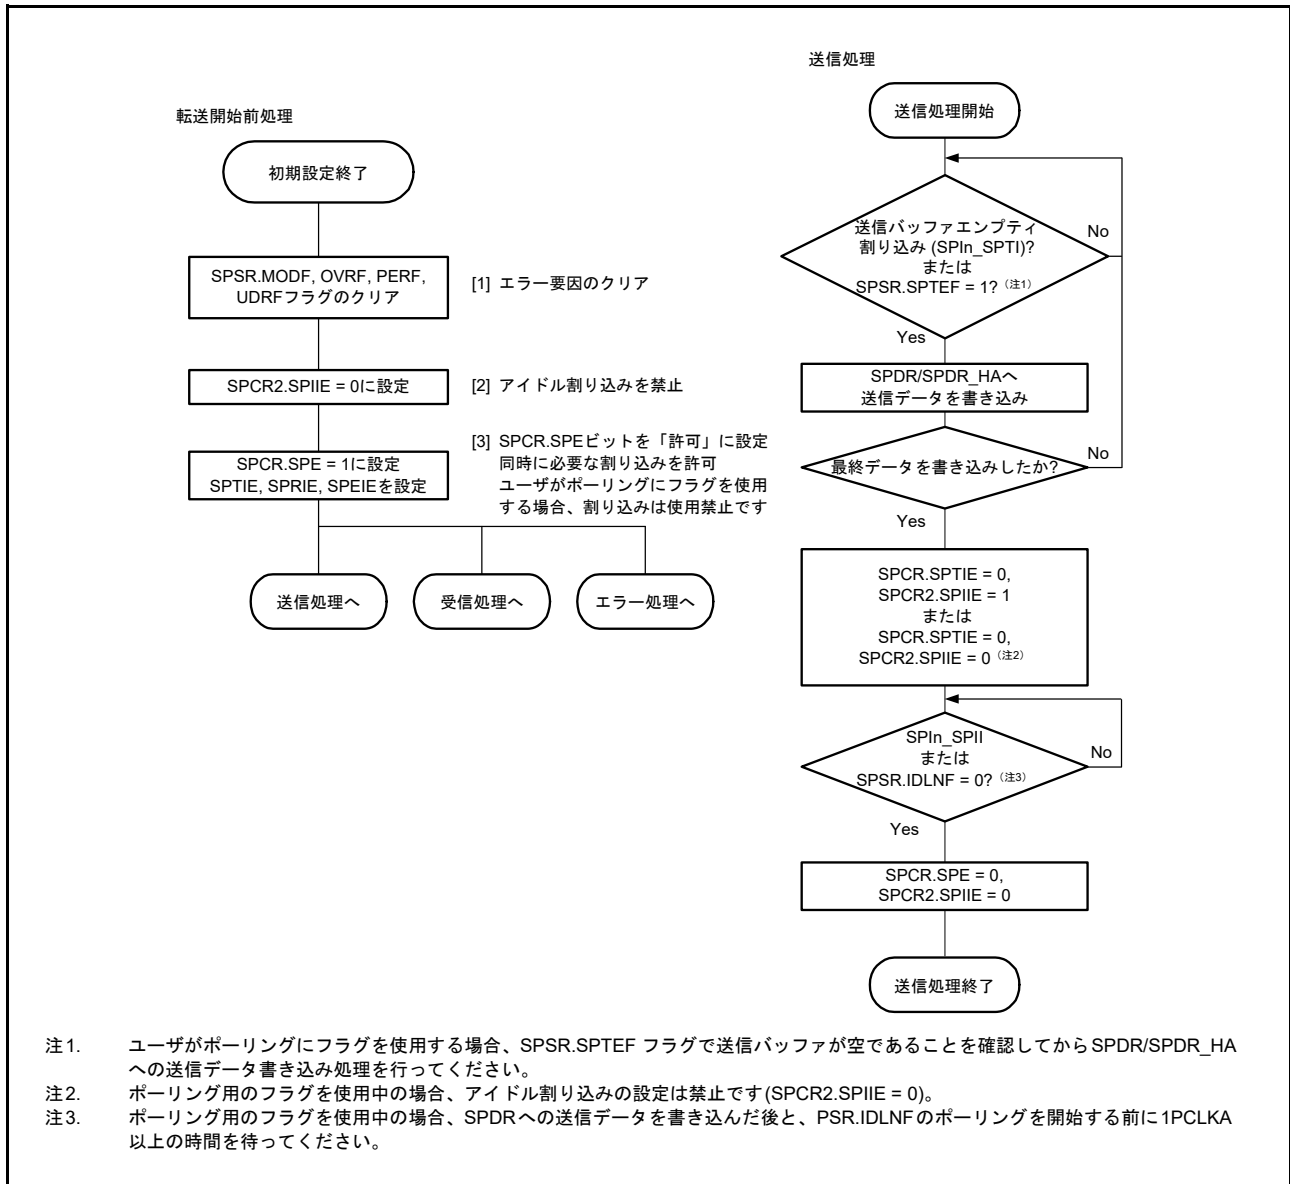 転送開始前処理
初期設定終了
SPSR.MODF, OVRF, PERF,
UDRFフラグのクリア
[1] エラー要因のクリア
SPCR2.SPIIE = 0に設定
[2] アイドル割り込みを禁止
SPCR.SPE = 1に設定
SPTIE, SPRIE, SPEIEを設定
[3] SPCR.SPEビットを「許可」に設定
同時に必要な割り込みを許可
ユーザがポーリングにフラグを使用
する場合、割り込みは使用禁止です
送信処理へ
受信処理へ
エラー処理へ
送信処理
送信処理開始
送信バッファエンプティ
割り込み (SPIn_SPTI)?
または
SPSR.SPTEF = 1? (注1)
No
Yes
SPDR/SPDR_HAへ
送信データを書き込み
最終データを書き込みしたか?
No
Yes
SPCR.SPTIE = 0,
SPCR2.SPIIE = 1
または
SPCR.SPTIE = 0,
SPCR2.SPIIE = 0 (注2)
SPIn_SPII
または
SPSR.IDLNF = 0? (注3)
No
Yes
SPCR.SPE = 0,
SPCR2.SPIIE = 0
送信処理終了
注1. ユーザがポーリングにフラグを使用する場合、SPSR.SPTEF フラグで送信バッファが空であることを確認してからSPDR/SPDR_HA
への送信データ書き込み処理を行ってください。
注2. ポーリング用のフラグを使用中の場合、アイドル割り込みの設定は禁止です(SPCR2.SPIIE = 0)。
注3. ポーリング用のフラグを使用中の場合、SPDRへの送信データを書き込んだ後と、PSR.IDLNFのポーリングを開始する前に1PCLKA
以上の時間を待ってください。